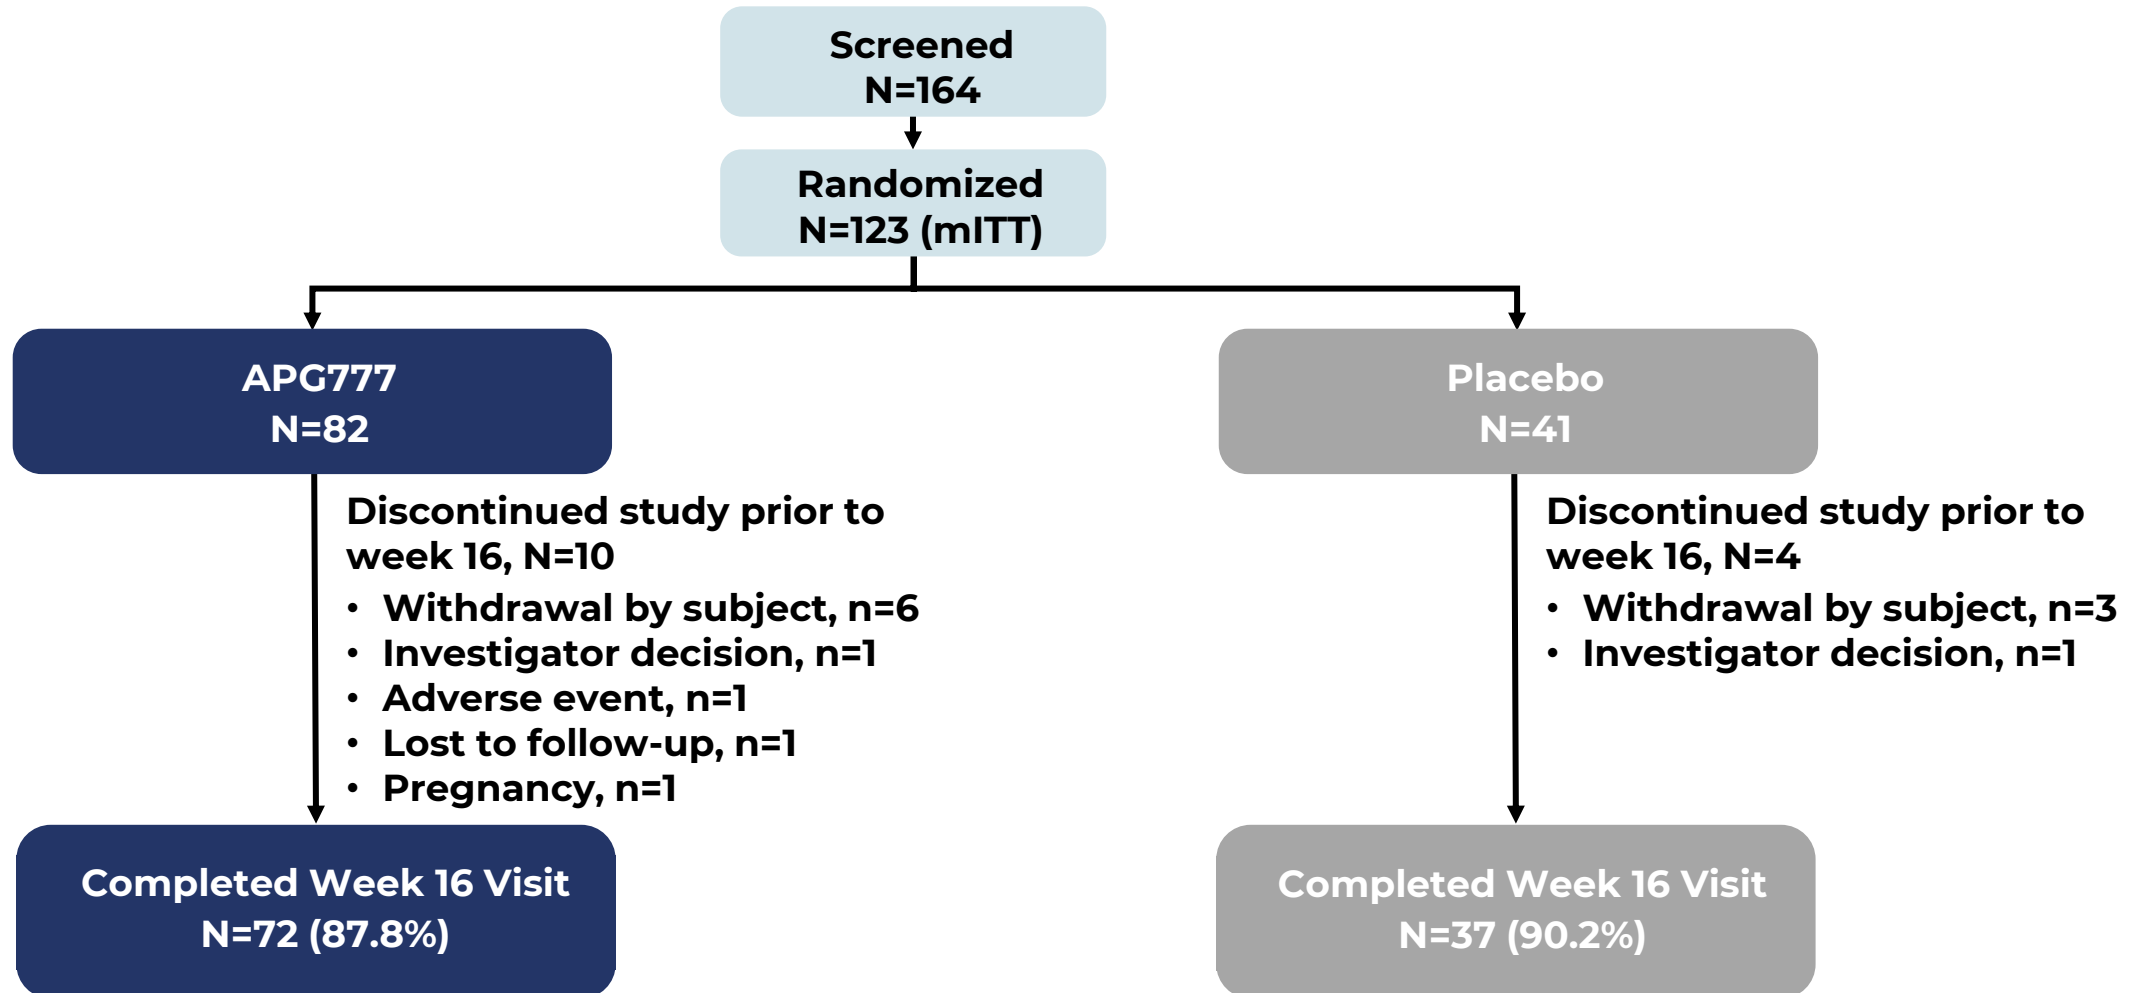 Screened
N=164
Randomized
N=123 (mITT)
APG777
N=82
Placebo
N=41
Discontinued study prior to
week 16, N=10
• Withdrawal by subject, n=6
• Investigator decision, n=1
• Adverse event, n=1
• Lost to follow-up, n=1
• Pregnancy, n=1
Discontinued study prior to
week 16, N=4
• Withdrawal by subject, n=3
• Investigator decision, n=1
Completed Week 16 Visit
N=72 (87.8%)
Completed Week 16 Visit
N=37 (90.2%)